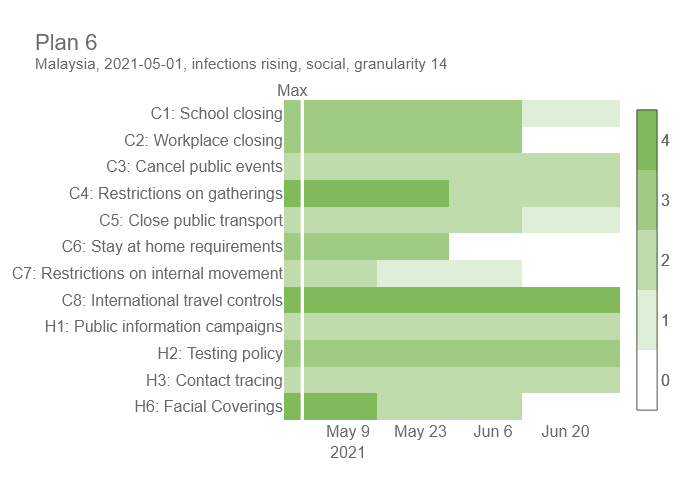 Plan 6
Malaysia, 2021-05-01, infections rising, social, granularity 14
Max
C1: School closing
C2: Workplace closing
C3: Cancel public events
C4: Restrictions on gatherings
C5: Close public transport
C6: Stay at home requirements
C7: Restrictions on internal movement
C8: International travel controls
H1: Public information campaigns
H2: Testing policy
H3: Contact tracing
H6: Facial Coverings
May 9 May 23 Jun 6 Jun 20
2021
4
3
2
1
0